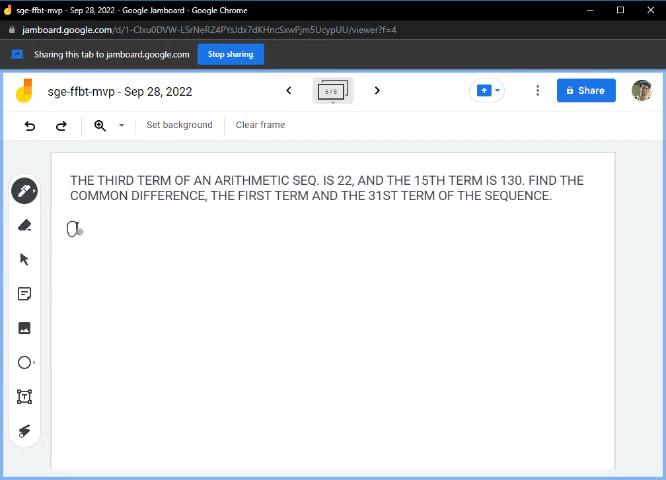 sge-ffbt-mvp - Sep 28, 2022 - Google Jamboard - Google Chrome
jamboard.google.com/d/1-CIxu0DVW-LSrNeRZ4PYsJdx7dKHncSxwPjm5UcypUU/viewer?f=4
Sharing this tab to jamboard.google.com Stop sharing
sge-ffbt-mvp - Sep 28, 2022 5/5 Share
Set background Clear frame
THE THIRD TERM OF AN ARITHMETIC SEQ. IS 22, AND THE 15TH TERM IS 130. FIND THE
COMMON DIFFERENCE, THE FIRST TERM AND THE 31ST TERM OF THE SEQUENCE.